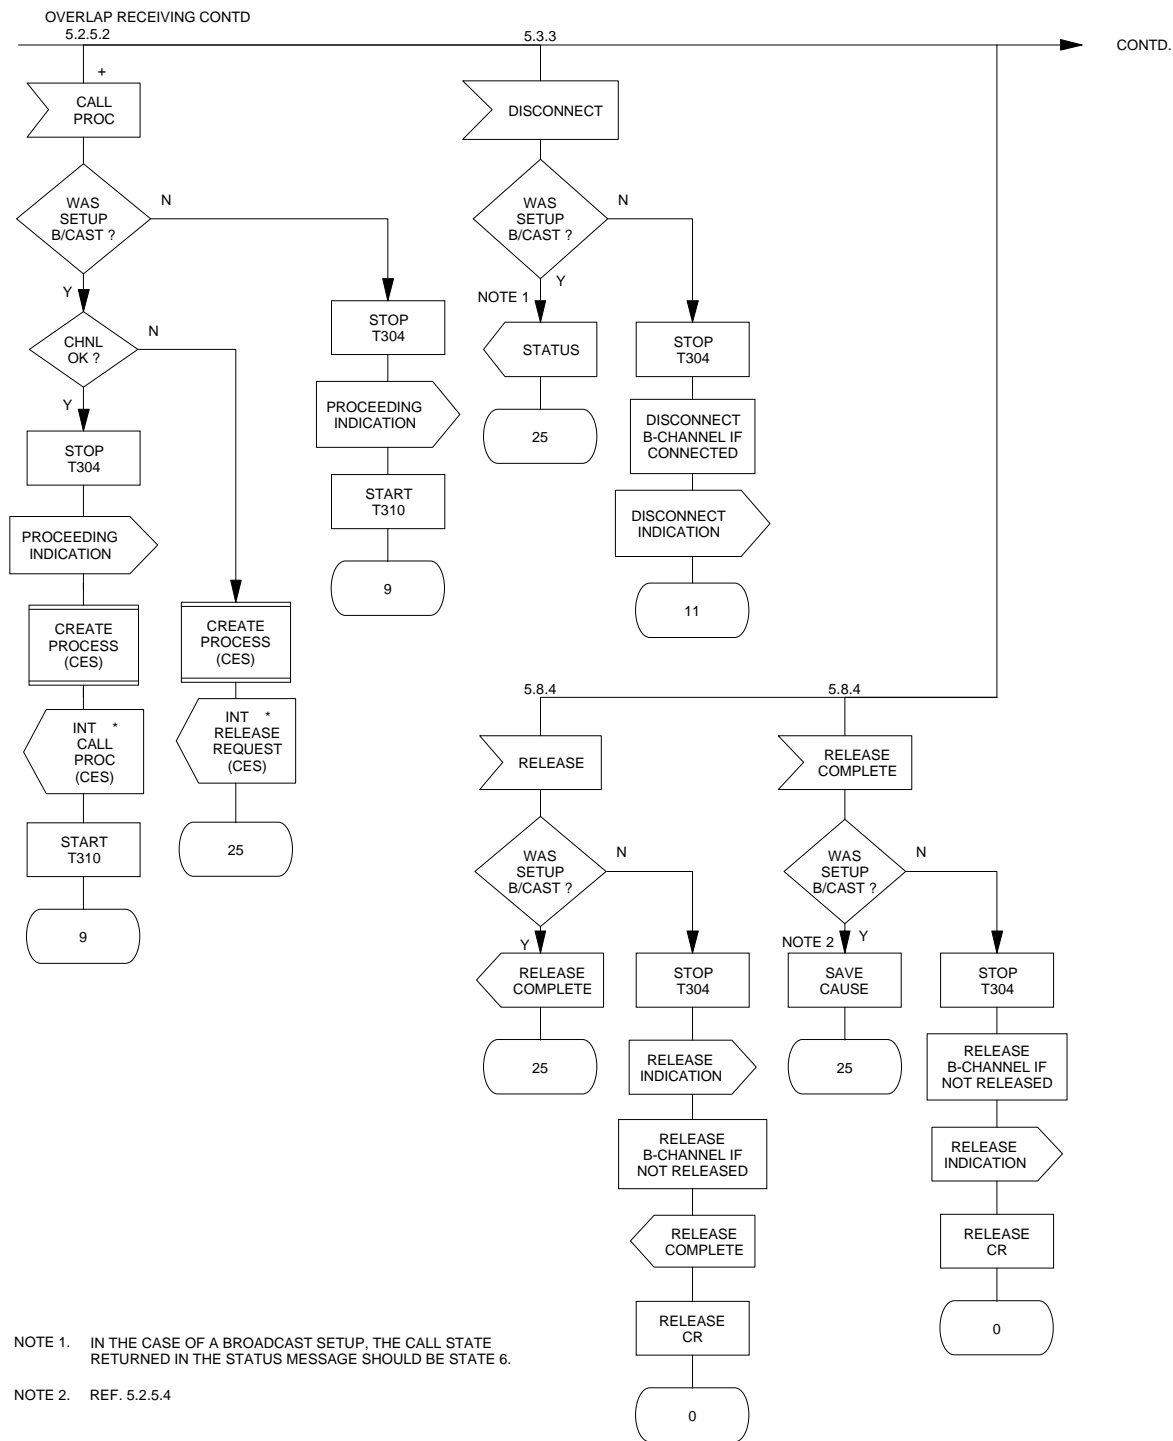 OVERLAP RECEIVING CONTD
5.2.5.2
5.3.3
CONTD.
+
CALL
PROC
DISCONNECT
WAS
SETUP
B/CAST ?
N
Y
WAS
SETUP
B/CAST ?
N
Y
NOTE 1
CHNL
OK ?
N
Y
STOP
T304
STATUS
STOP
T304
PROCEEDING
INDICATION
25
DISCONNECT
B-CHANNEL IF
CONNECTED
STOP
T304
START
T310
DISCONNECT
INDICATION
PROCEEDING
INDICATION
9
11
CREATE
PROCESS
(CES)
CREATE
PROCESS
(CES)
5.8.4
5.8.4
INT *
CALL
PROC
(CES)
INT *
RELEASE
REQUEST
(CES)
RELEASE
RELEASE
COMPLETE
START
T310
25
WAS
SETUP
B/CAST ?
N
Y
WAS
SETUP
B/CAST ?
N
Y
NOTE 2
9
RELEASE
COMPLETE
STOP
T304
SAVE
CAUSE
STOP
T304
25
RELEASE
INDICATION
25
RELEASE
B-CHANNEL IF
NOT RELEASED
RELEASE
B-CHANNEL IF
NOT RELEASED
RELEASE
INDICATION
RELEASE
COMPLETE
RELEASE
CR
RELEASE
CR
0
0
NOTE 1. IN THE CASE OF A BROADCAST SETUP, THE CALL STATE
RETURNED IN THE STATUS MESSAGE SHOULD BE STATE 6.
NOTE 2. REF. 5.2.5.4